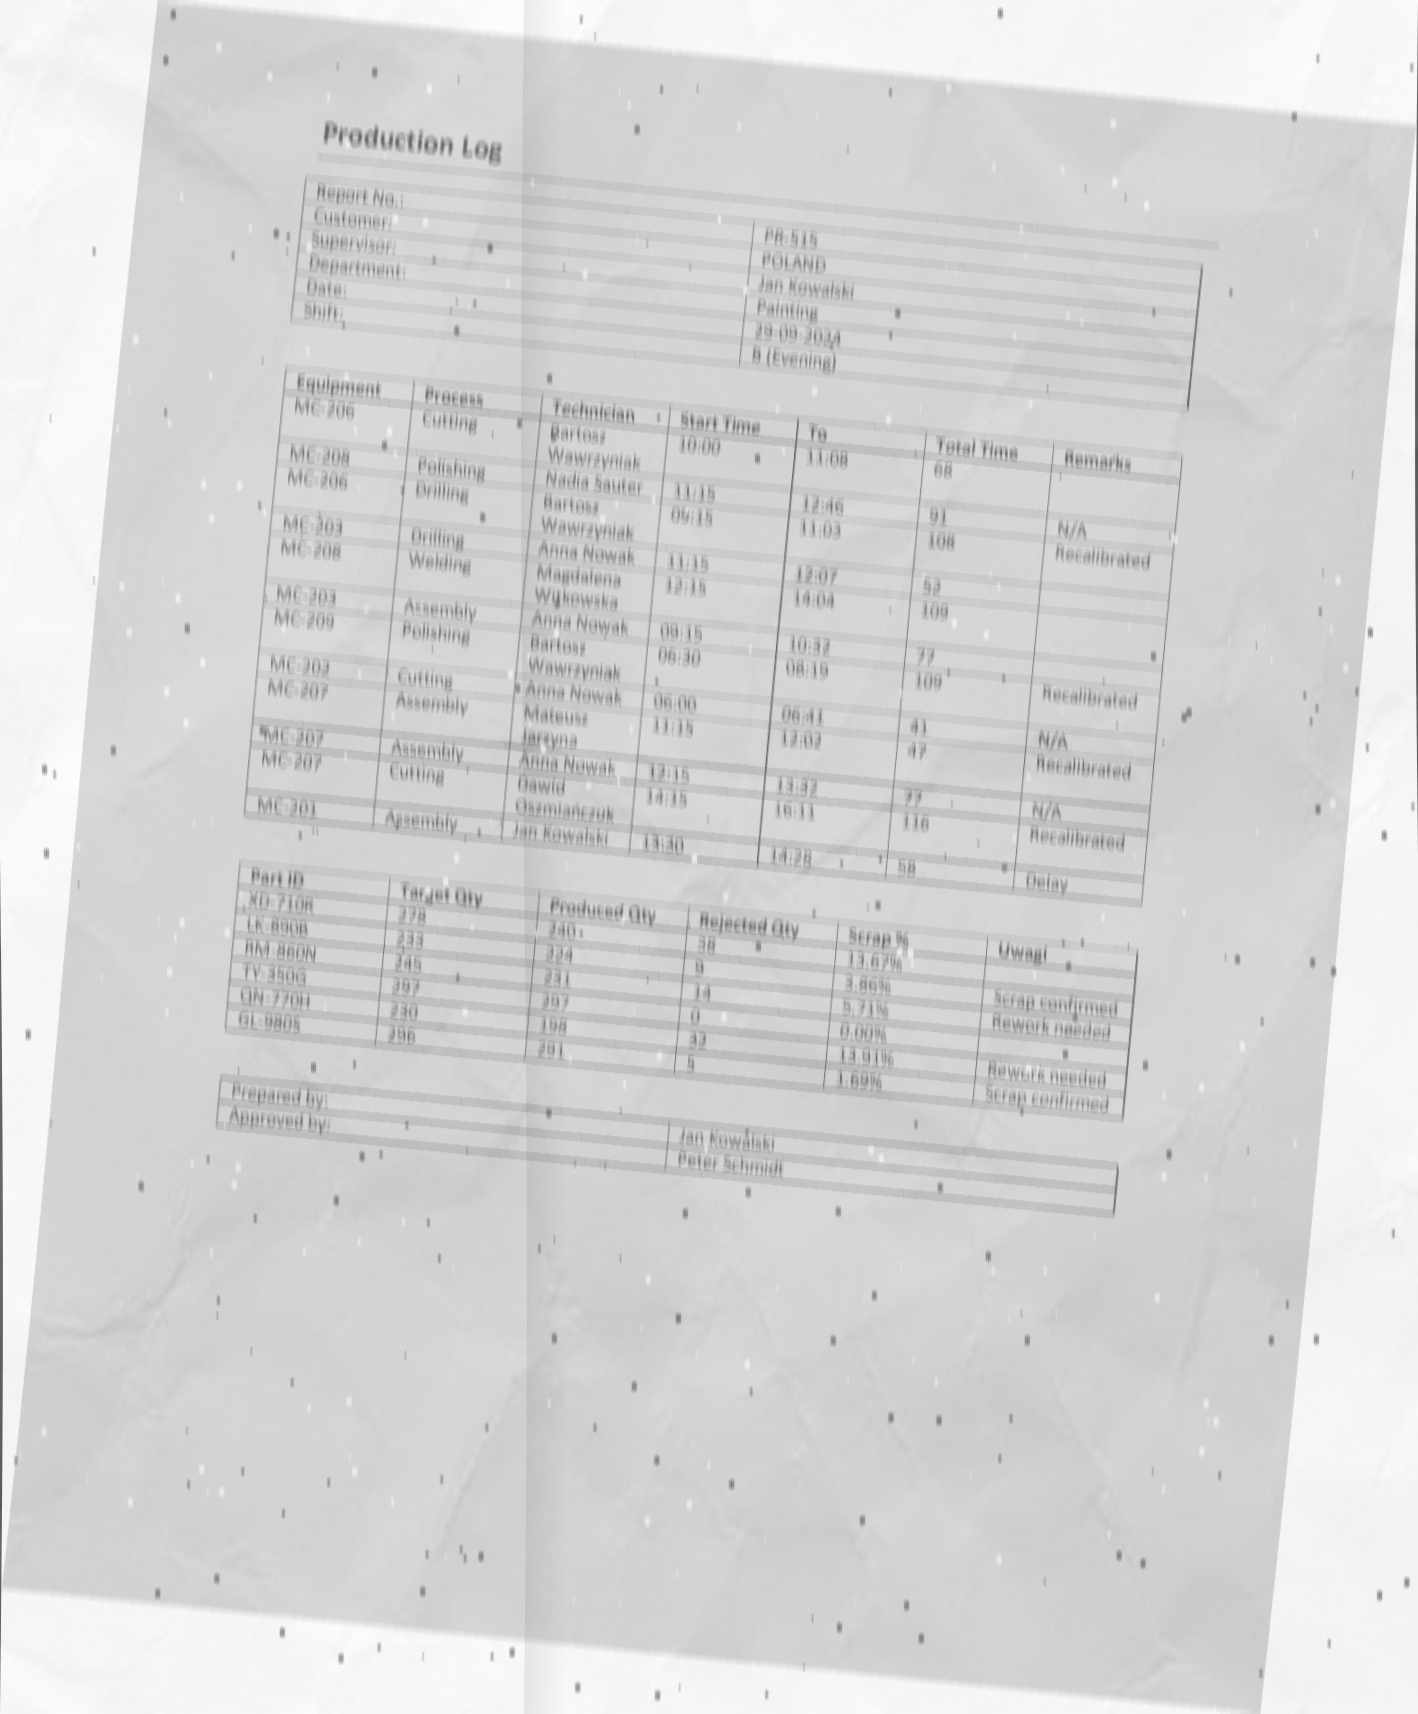 Production Log
Report No.: PR-515
Customer: POLAND
Supervisor: Jan Kowalski
Department: Painting
Date: 29-09-2024
Shift: B (Evening)
Equipment Process Technician Start Time To Total Time Remarks
MC-206 Cutting Bartosz Wawrzyniak 10:00 11:08 68
MC-208 Polishing Nadia Sauter 11:15 12:46 91 N/A
MC-206 Drilling Bartosz Wawrzyniak 09:15 11:03 108 Recalibrated
MC-203 Drilling Anna Nowak 11:15 12:07 52
MC-208 Welding Magdalena Witkowska 12:15 14:04 109
MC-203 Assembly Anna Nowak 09:15 10:32 77
MC-209 Polishing Bartosz Wawrzyniak 06:30 08:19 109 Recalibrated
MC-203 Cutting Anna Nowak 06:00 06:41 41 N/A
MC-207 Assembly Mateusz Jarzyna 11:15 12:02 47 Recalibrated
MC-207 Assembly Anna Nowak 12:15 13:32 77 N/A
MC-207 Cutting Dawid Oszmiańczuk 14:15 16:11 116 Recalibrated
MC-201 Assembly Jan Kowalski 13:30 14:28 58 Delay
Part ID Target Qty Produced Qty Rejected Qty Scrap % Uwagi
XD-710R 278 240 38 13.67%
LK-890B 233 224 9 3.86% Scrap confirmed
RM-860N 245 231 14 5.71% Rework needed
TY-350G 297 297 0 0.00%
QN-770H 230 198 32 13.91% Rework needed
GL-980S 296 291 5 1.69% Scrap confirmed
Prepared by: Jan Kowalski
Approved by: Peter Schmidt